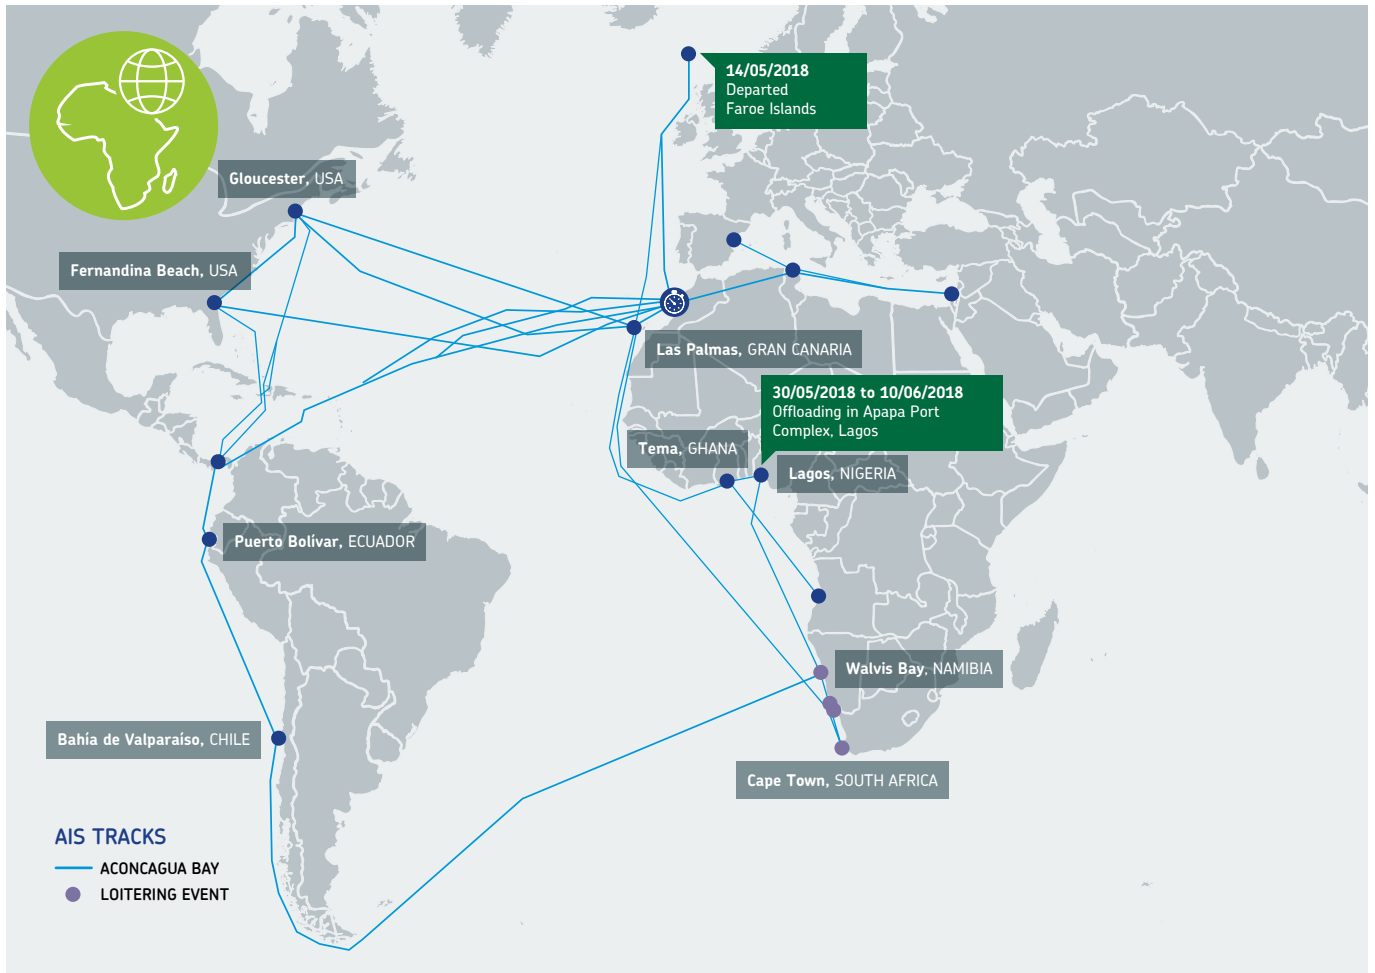 14/05/2018
Departed
Faroe Islands
Gloucester, USA
Fernandina Beach, USA
Las Palmas, GRAN CANARIA
30/05/2018 to 10/06/2018
Offloading in Apapa Port
Complex, Lagos
Tema, GHANA
Lagos, NIGERIA
Puerto Bolívar, ECUADOR
Walvis Bay, NAMIBIA
Bahía de Valparaíso, CHILE
Cape Town, SOUTH AFRICA
AIS TRACKS
ACONCAGUA BAY
LOITERING EVENT